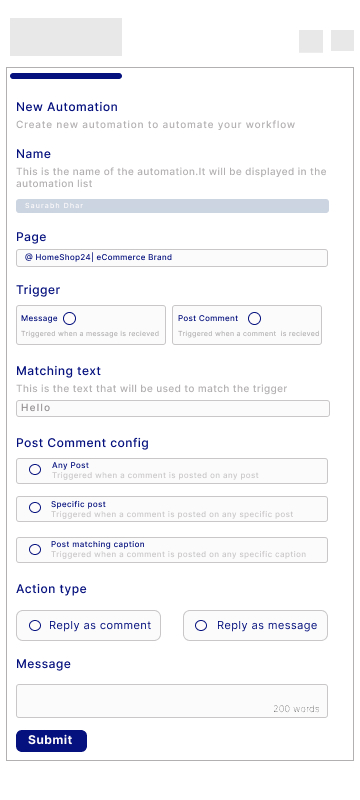 New Automation
Create new automation to automate your workflow
Name
This is the name of the automation.It will be displayed in the
automation list
Saurabh Dhar
Page
@ HomeShop24| eCommerce Brand
Trigger
Message
Triggered when a message is recieved
Post Comment
Triggered when a comment is recieved
Matching text
This is the text that will be used to match the trigger
Hello
Post Comment config
Any Post
Triggered when a comment is posted on any post
Specific post
Triggered when a comment is posted on any specific post
Post matching caption
Triggered when a comment is posted on any specific caption
Action type
Reply as comment
Reply as message
Message
200 words
Submit